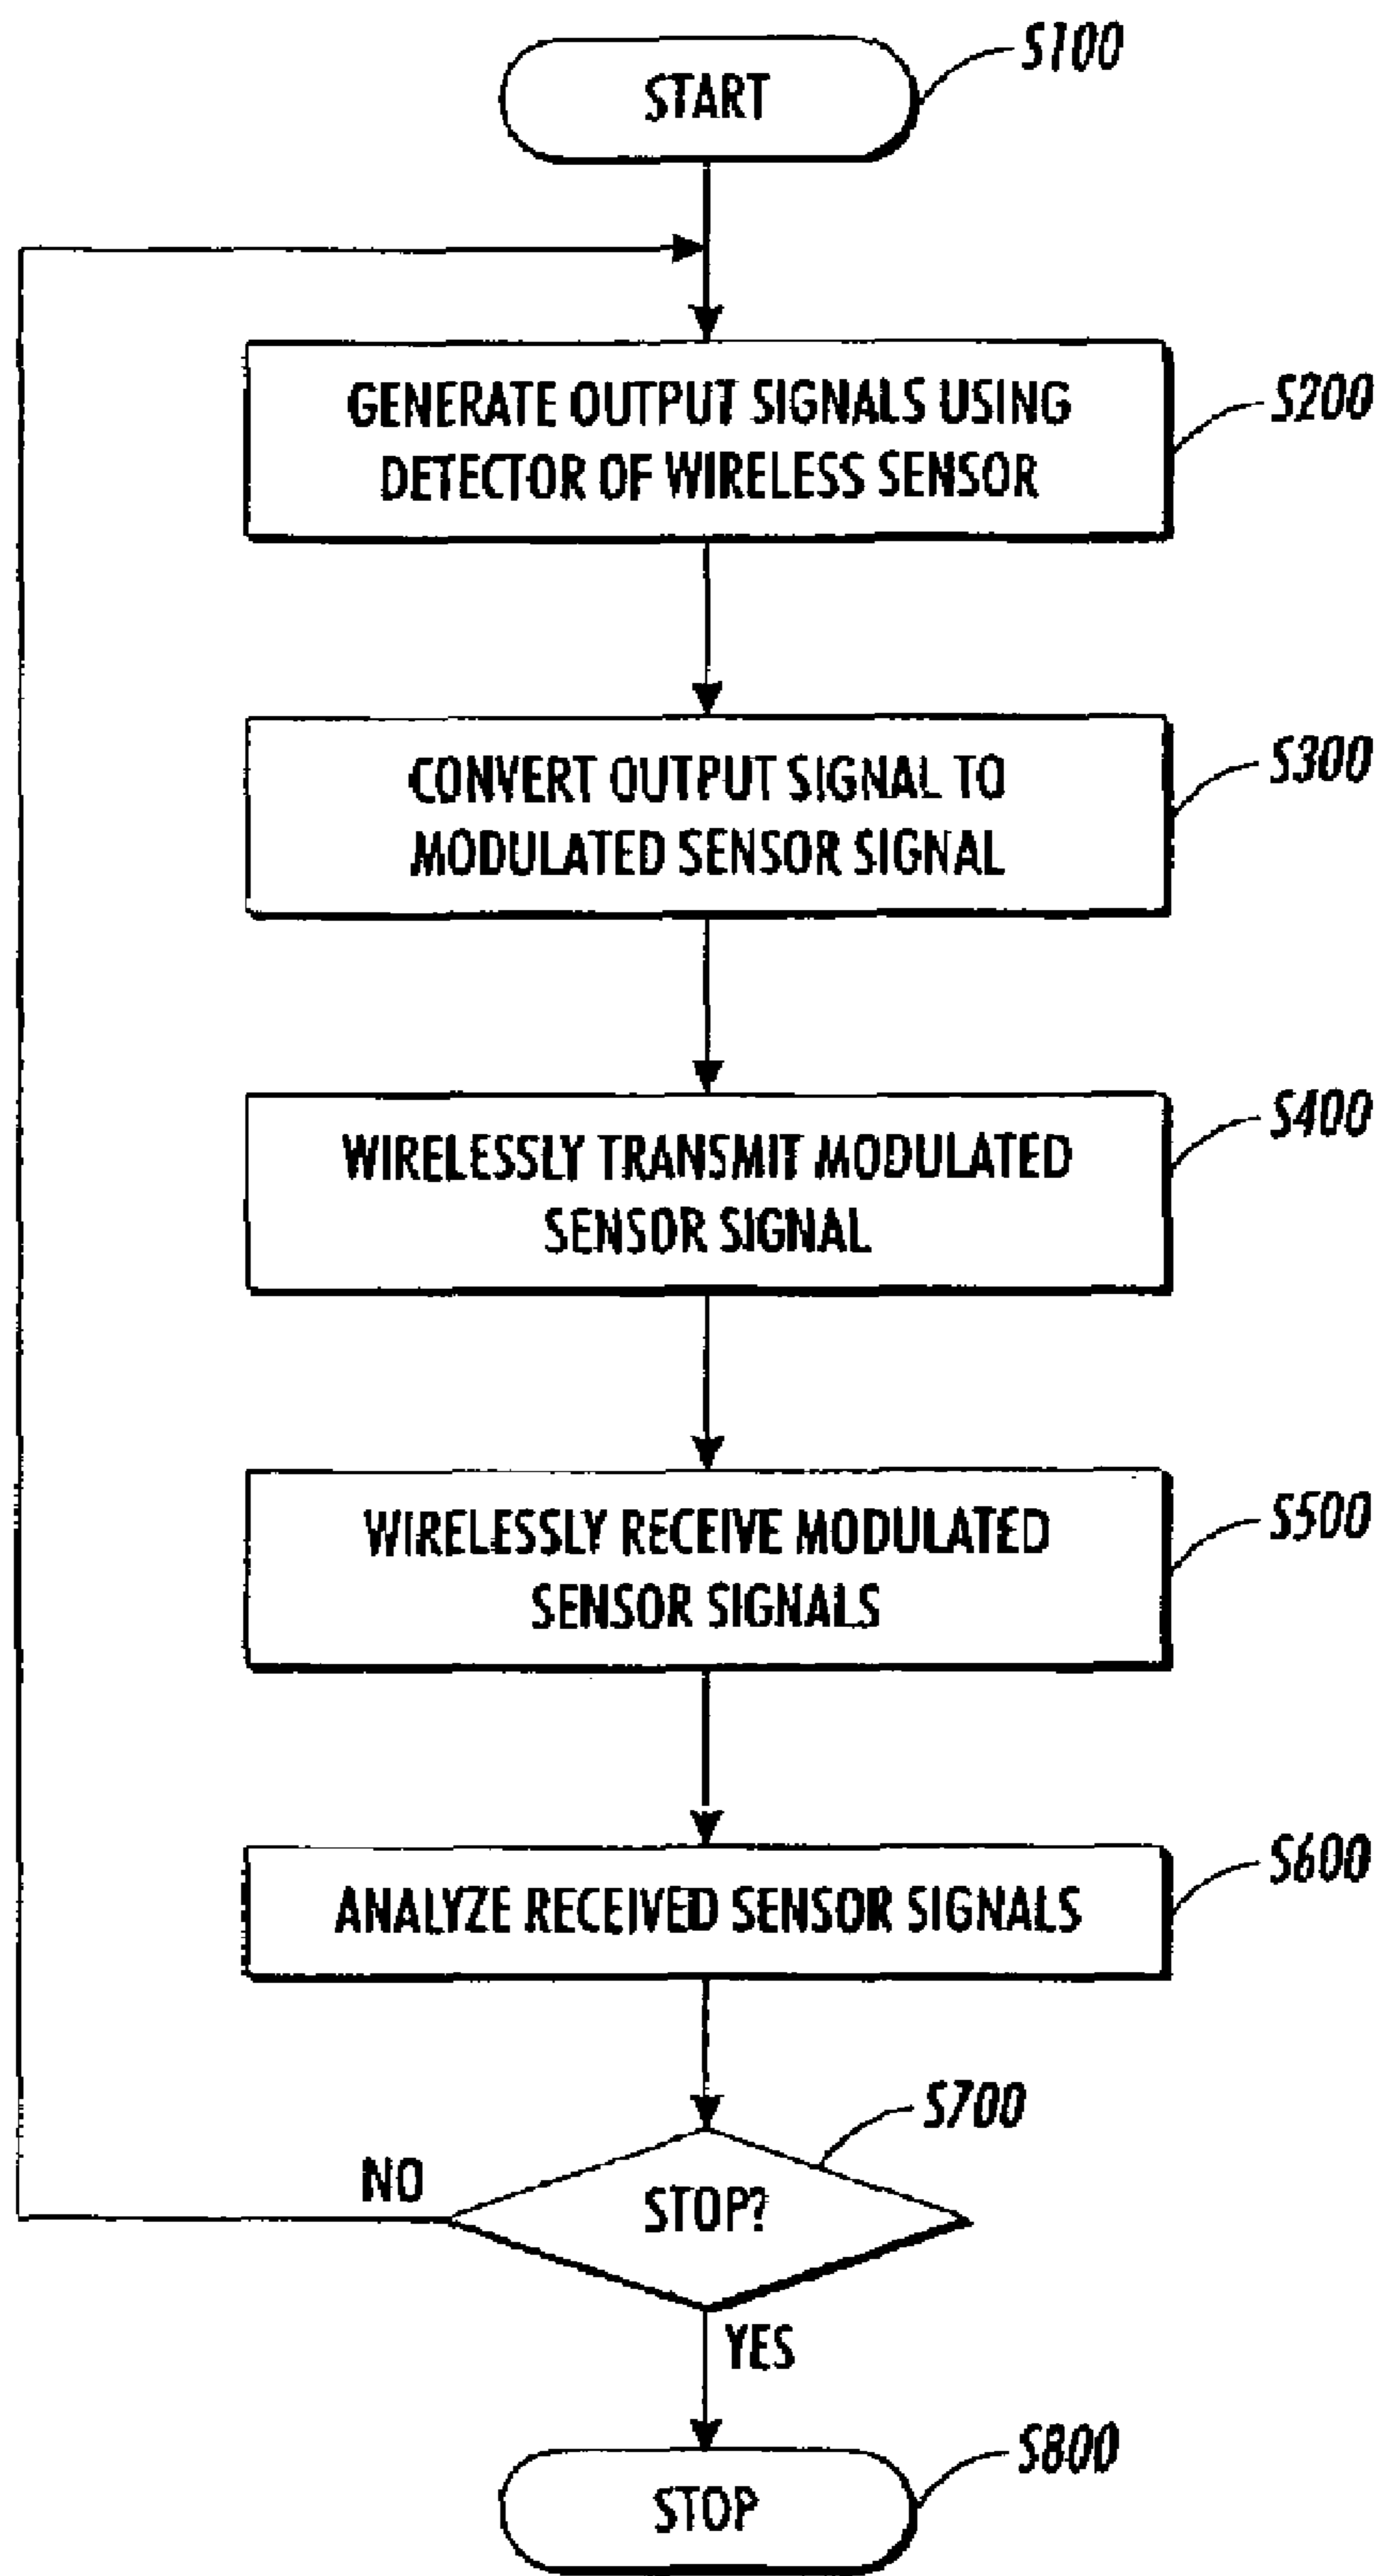 START
S100
GENERATE OUTPUT SIGNALS USING
DETECTOR OF WIRELESS SENSOR
S200
CONVERT OUTPUT SIGNAL TO
MODULATED SENSOR SIGNAL
S300
WIRELESSLY TRANSMIT MODULATED
SENSOR SIGNAL
S400
WIRELESSLY RECEIVE MODULATED
SENSOR SIGNALS
S500
ANALYZE RECEIVED SENSOR SIGNALS
S600
S700
NO
STOP?
YES
S800
STOP